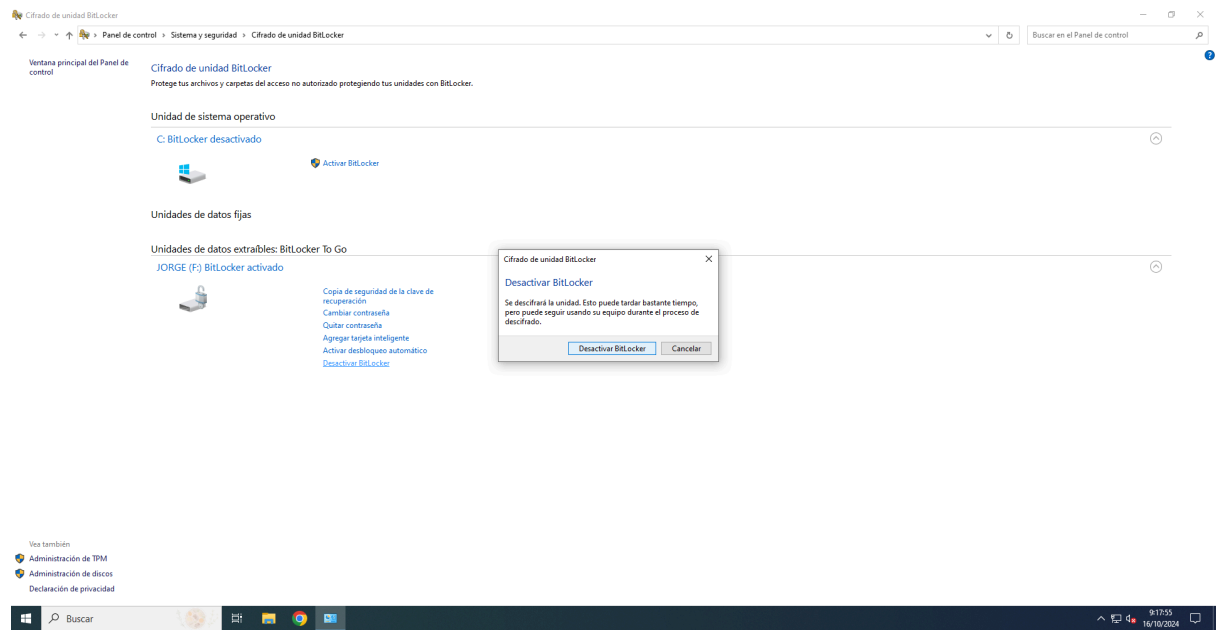 Cifrado de unidad BitLocker
Panel de control > Sistema y seguridad > Cifrado de unidad BitLocker
Buscar en el Panel de control
Ventana principal del Panel de
control
Cifrado de unidad BitLocker
Protege tus archivos y carpetas del acceso no autorizado protegiendo tus unidades con BitLocker.
Unidad de sistema operativo
C: BitLocker desactivado
Activar BitLocker
Unidades de datos fijas
Unidades de datos extraíbles: BitLocker To Go
JORGE (F:) BitLocker activado
Copia de seguridad de la clave de
recuperación
Cambiar contraseña
Quitar contraseña
Agregar tarjeta inteligente
Activar desbloqueo automático
Desactivar BitLocker
Cifrado de unidad BitLocker
Desactivar BitLocker
Se descifrará la unidad. Esto puede tardar bastante tiempo,
pero puede seguir usando su equipo durante el proceso de
descifrado.
Desactivar BitLocker
Cancelar
Vea también
Administración de TPM
Administración de discos
Declaración de privacidad
Buscar
9:17:55
16/10/2024